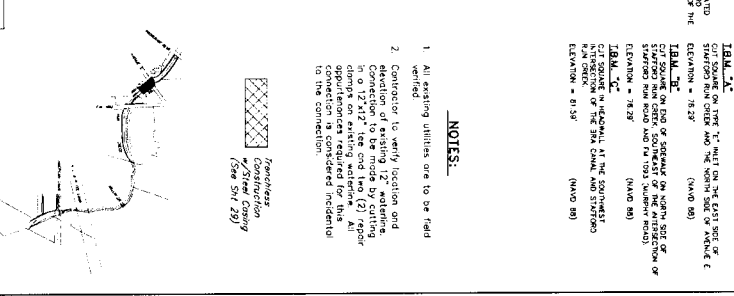 ATED
OF THE
T.B.M. "A"
CUT SQUARE ON TYPE "E" INLET ON THE EAST SIDE OF
STAFFORD RUN CREEK AND THE NORTH SIDE OF AVENUE E
ELEVATION = 76.29' (NAVD 88)
T.B.M. "B"
CUT SQUARE ON END OF SIDEWALK ON NORTH SIDE OF
STAFFORD RUN CREEK, SOUTHEAST OF THE INTERSECTION OF
STAFFORD RUN ROAD AND FM 1093 (MURPHY ROAD).
ELEVATION = 78.29' (NAVD 88)
T.B.M. "C"
CUT SQUARE IN HEADWALL AT THE SOUTHWEST
INTERSECTION OF THE BRA CANAL AND STAFFORD
RUN CREEK.
ELEVATION = 81.59' (NAVD 88)
NOTES:
1. All existing utilities are to be field
verified.
2. Contractor to verify location and
elevation of existing 12" waterline.
Connection to be made by cutting
in a 12"x12" tee and two (2) repair
clamps on existing waterline. All
appurtenances required for this
connection is considered incidental
to the connection.
Trenchless
Construction
w/Steel Casing
(See Sht 29)